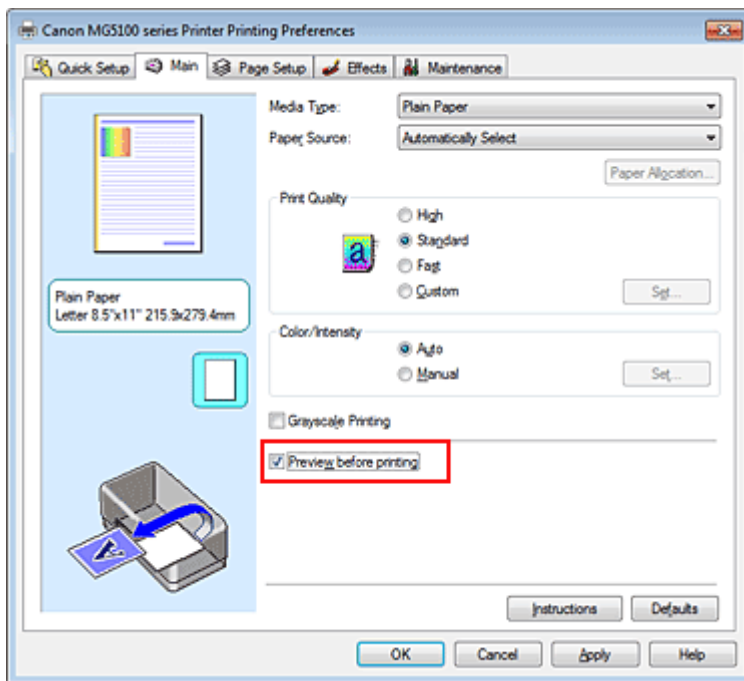 Canon MG5100 series Printer Printing Preferences
Quick Setup Main Page Setup Effects Maintenance
Media Type: Plain Paper
Paper Source: Automatically Select
Paper Allocation...
Print Quality
High
a Standard
Fast
Custom Set...
Plain Paper
Letter 8.5"x11" 215.9x279.4mm
Color/Intensity
Auto
Manual Set...
Grayscale Printing
Preview before printing
A
Instructions Defaults
OK Cancel Apply Help